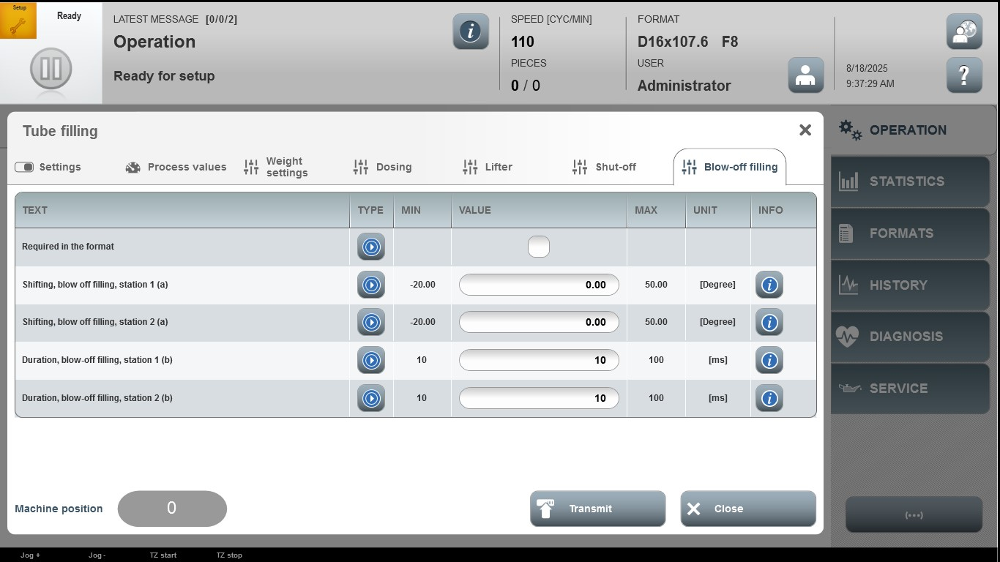 Setup
Ready
LATEST MESSAGE [0/0/2]
Operation
Ready for setup
SPEED [CYC/MIN]
110
PIECES
0 / 0
FORMAT
D16x107.6 F8
USER
Administrator
8/18/2025
9:37:29 AM
?
Tube filling
Settings
Process values
Weight
settings
Dosing
Lifter
Shut-off
Blow-off filling
TEXT TYPE MIN VALUE MAX UNIT INFO
Required in the format
Shifting, blow off filling, station 1 (a) -20.00 0.00 50.00 [Degree]
Shifting, blow off filling, station 2 (a) -20.00 0.00 50.00 [Degree]
Duration, blow-off filling, station 1 (b) 10 10 100 [ms]
Duration, blow-off filling, station 2 (b) 10 10 100 [ms]
Machine position 0
Transmit
Close
OPERATION
STATISTICS
FORMATS
HISTORY
DIAGNOSIS
SERVICE
(...)
Jog + Jog - TZ start TZ stop